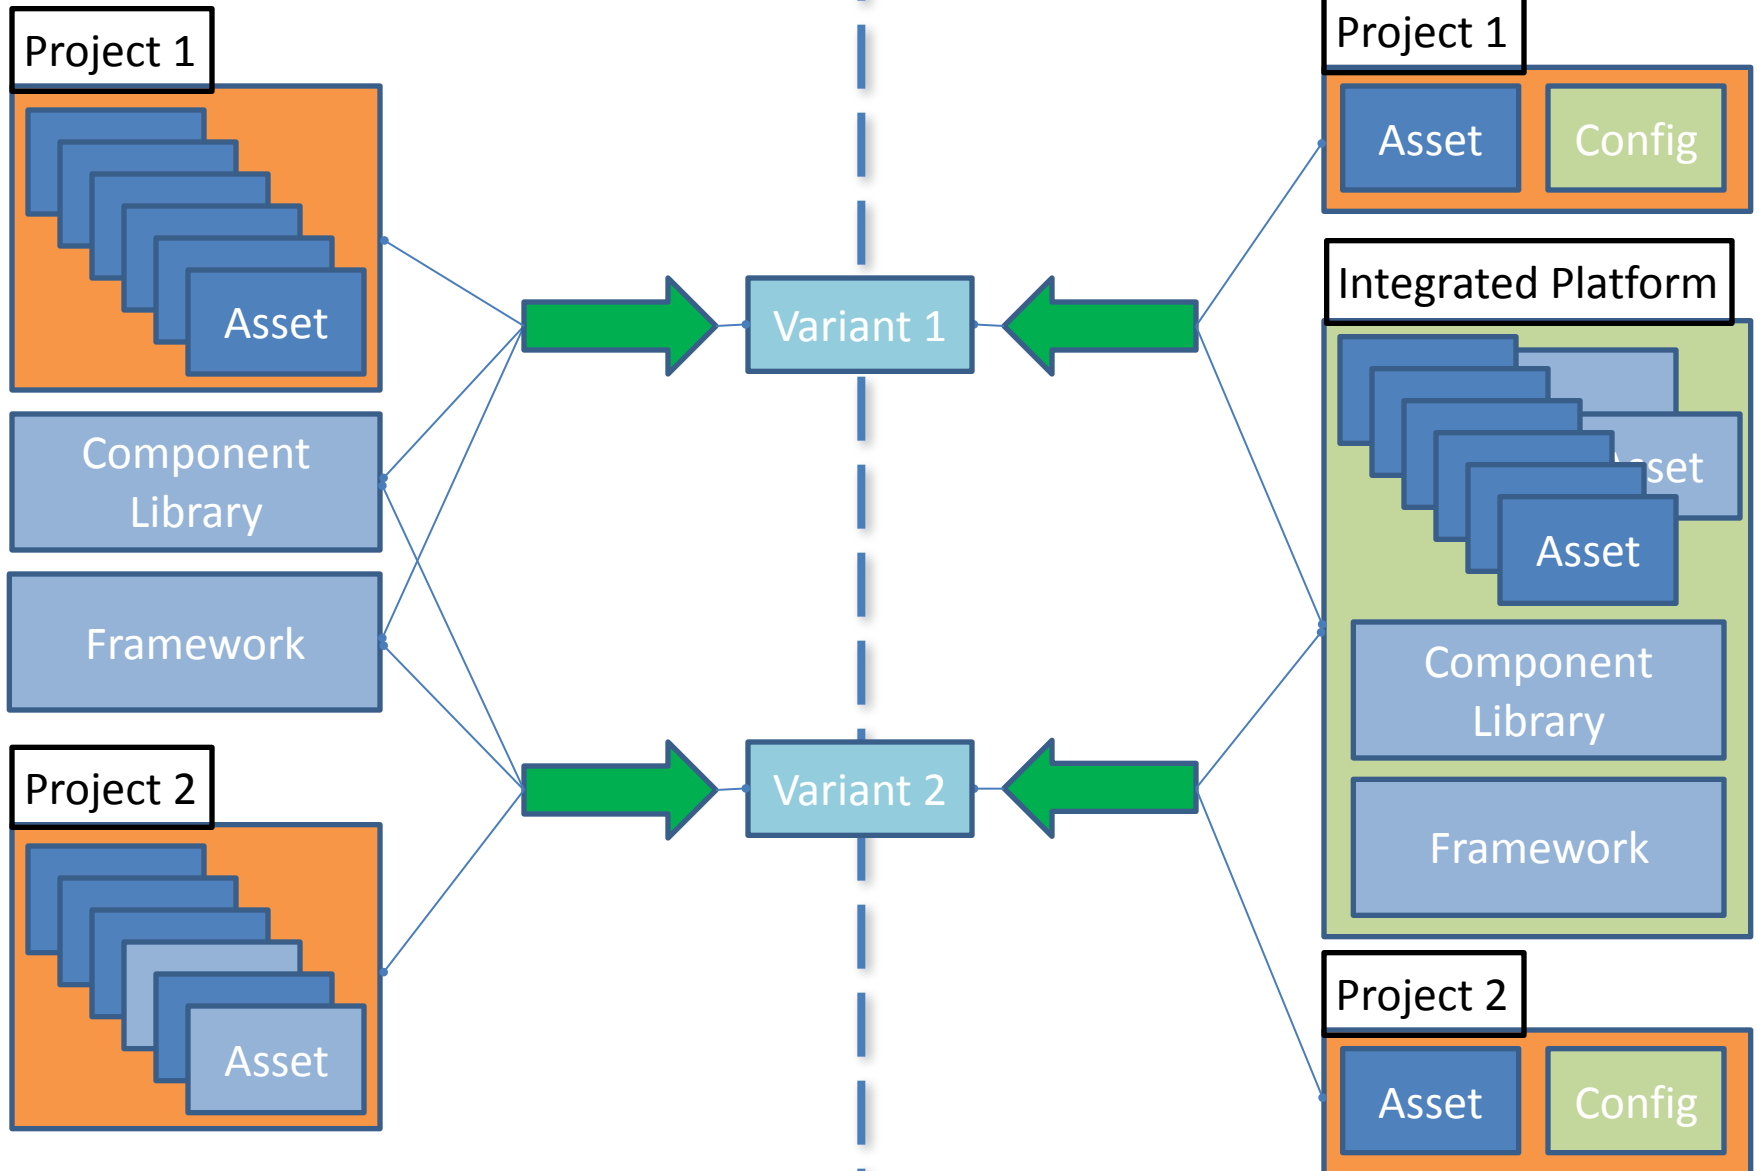 Project 1
Asset
Component
Library
Framework
Project 2
Asset
Variant 1
Variant 2
Project 1
Asset
Config
Integrated Platform
Asset
Component
Library
Framework
Project 2
Asset
Config